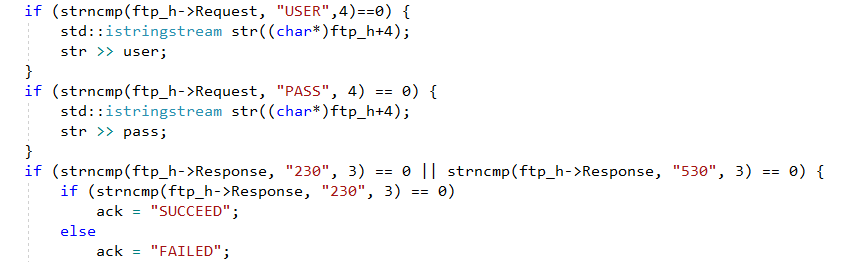 if (strncmp(ftp_h->Request, "USER",4)==0) {
    std::istringstream str((char*)ftp_h+4);
    str >> user;
}
if (strncmp(ftp_h->Request, "PASS", 4) == 0) {
    std::istringstream str((char*)ftp_h+4);
    str >> pass;
}
if (strncmp(ftp_h->Response, "230", 3) == 0 || strncmp(ftp_h->Response, "530", 3) == 0) {
    if (strncmp(ftp_h->Response, "230", 3) == 0)
        ack = "SUCCEED";
    else
        ack = "FAILED";